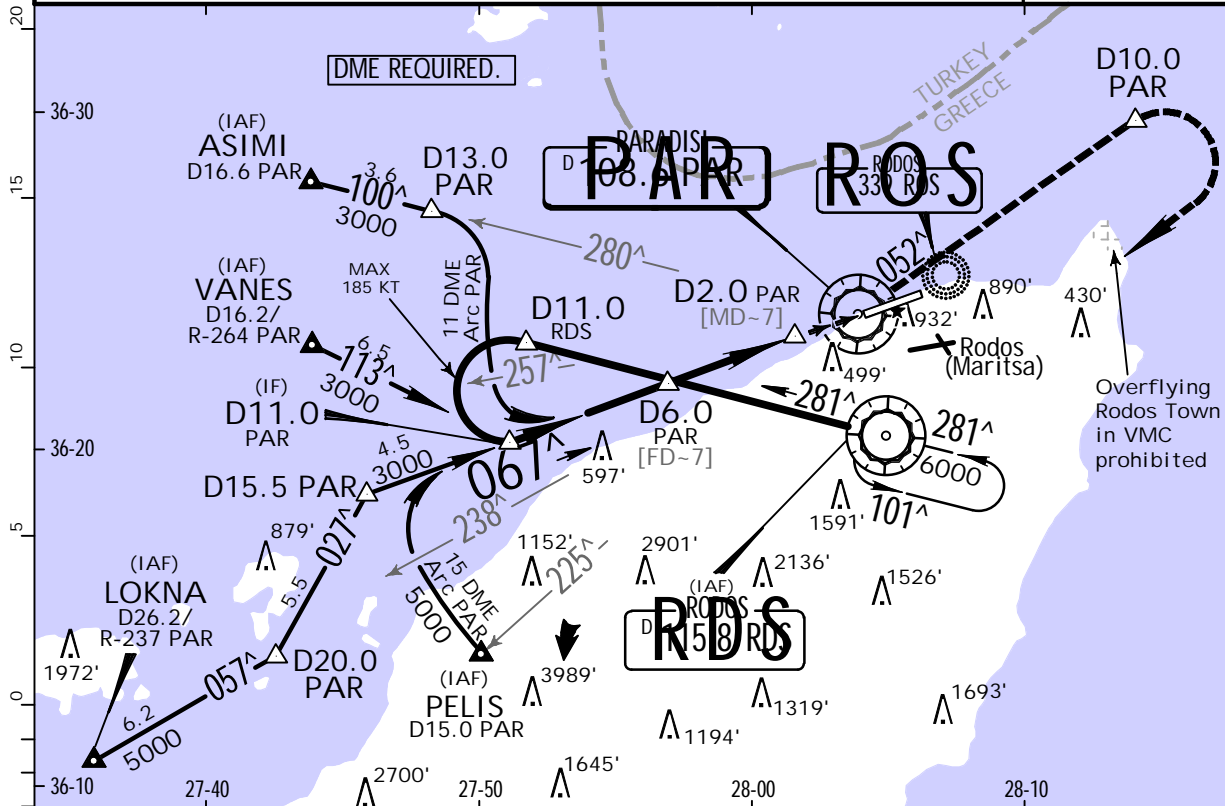 20
15
10
5
0
36-30
36-20
36-10
27-40
27-50
28-00
28-10
DME REQUIRED.
TURKEY
GREECE
D10.0
PAR
(IAF)
ASIMI
D16.6 PAR
3.6
100^
3000
D13.0
PAR
280^
PARADISI
D 108.6 PAR
PAR
RODOS
339 ROS
ROS
052^
(IAF)
VANES
D16.2/
R-264 PAR
6.5
113^
3000
MAX
185 KT
11 DME
Arc PAR
D11.0
RDS
257^
D2.0 PAR
[MD~7]
932'
890'
430'
499'
Rodos
(Maritsa)
Overflying
Rodos Town
in VMC
prohibited
(IF)
D11.0
PAR
D6.0
PAR
[FD~7]
281^
281^
6000
101^
4.5
3000
D15.5 PAR
061^
597'
238^
027^
5.5
879'
15 DME
Arc PAR
5000
225^
1152'
2901'
1591'
2136'
1526'
(IAF)
LOKNA
D26.2/
R-237 PAR
1972'
6.2
057^
5000
D20.0
PAR
(IAF)
PELIS
D15.0 PAR
(IAF)
RODOS
D 115.8 RDS
RDS
3989'
1319'
1194'
1693'
2700'
1645'